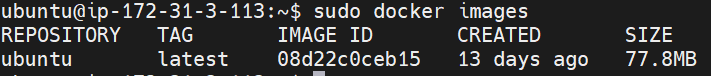 ubuntu@ip-172-31-3-113:~$ sudo docker images
REPOSITORY TAG IMAGE ID CREATED SIZE
ubuntu latest 08d22c0ceb15 13 days ago 77.8MB